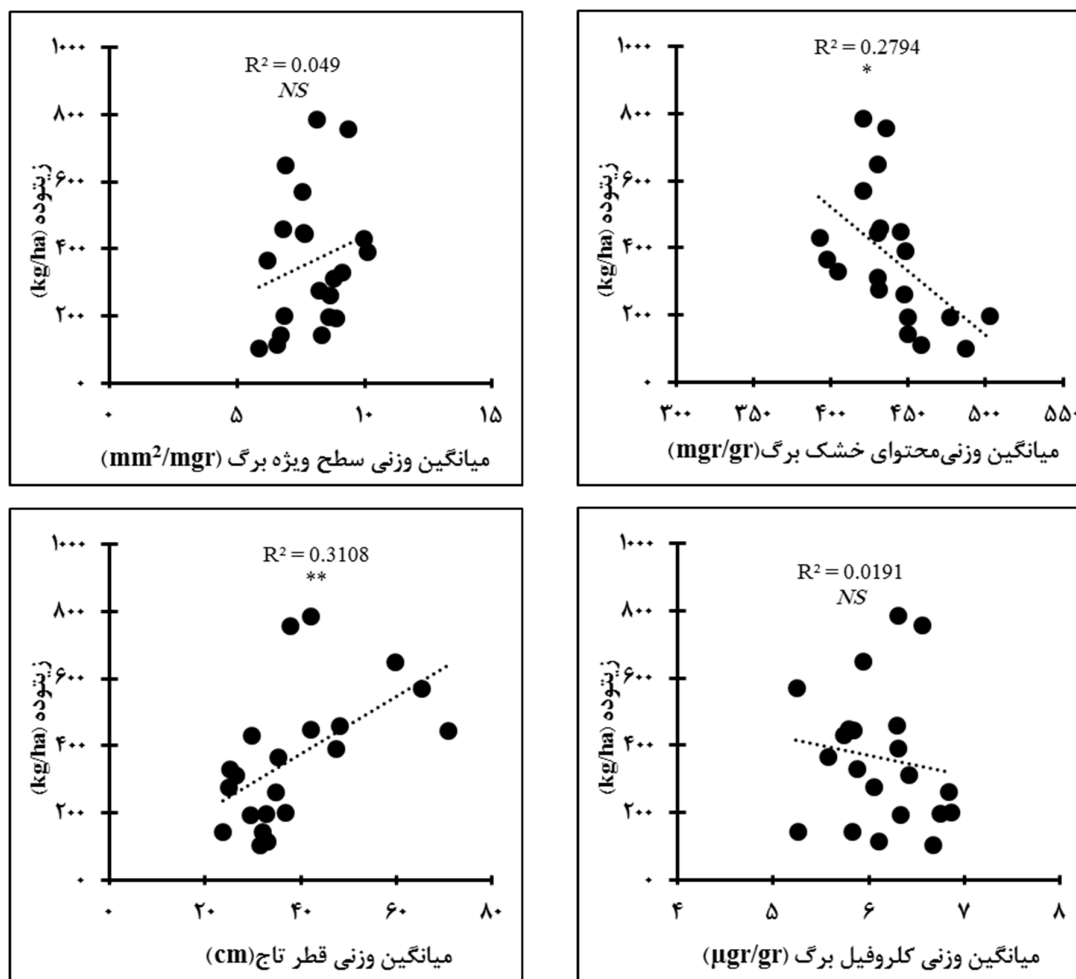 ۱۰۰۰
۸۰۰
۶۰۰
۴۰۰
۲۰۰
۰
زیتوده (kg/ha)
R² = 0.049
NS
۰ ۵ ۱۰ ۱۵
میانگین وزنی سطح ویژه برگ (mm²/mgr)
۱۰۰۰
۸۰۰
۶۰۰
۴۰۰
۲۰۰
۰
زیتوده (kg/ha)
R² = 0.2794
*
۳۰۰ ۳۵۰ ۴۰۰ ۴۵۰ ۵۰۰ ۵۵۰
میانگین وزنی محتوای خشک برگ(mgr/gr)
۱۰۰۰
۸۰۰
۶۰۰
۴۰۰
۲۰۰
۰
زیتوده (kg/ha)
R² = 0.3108
**
۰ ۲۰ ۴۰ ۶۰ ۸۰
میانگین وزنی قطر تاج(cm)
۱۰۰۰
۸۰۰
۶۰۰
۴۰۰
۲۰۰
۰
زیتوده (kg/ha)
R² = 0.0191
NS
۴ ۵ ۶ ۷ ۸
میانگین وزنی کلروفیل برگ (µgr/gr)